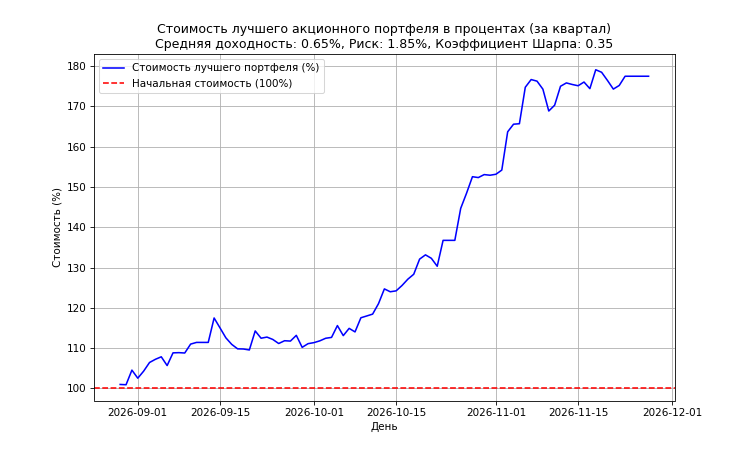 Стоимость лучшего акционного портфеля в процентах (за квартал)
Средняя доходность: 0.65%, Риск: 1.85%, Коэффициент Шарпа: 0.35
Стоимость лучшего портфеля (%)
Начальная стоимость (100%)
Стоимость (%)
180
170
160
150
140
130
120
110
100
2026-09-01
2026-09-15
2026-10-01
2026-10-15
2026-11-01
2026-11-15
2026-12-01
День